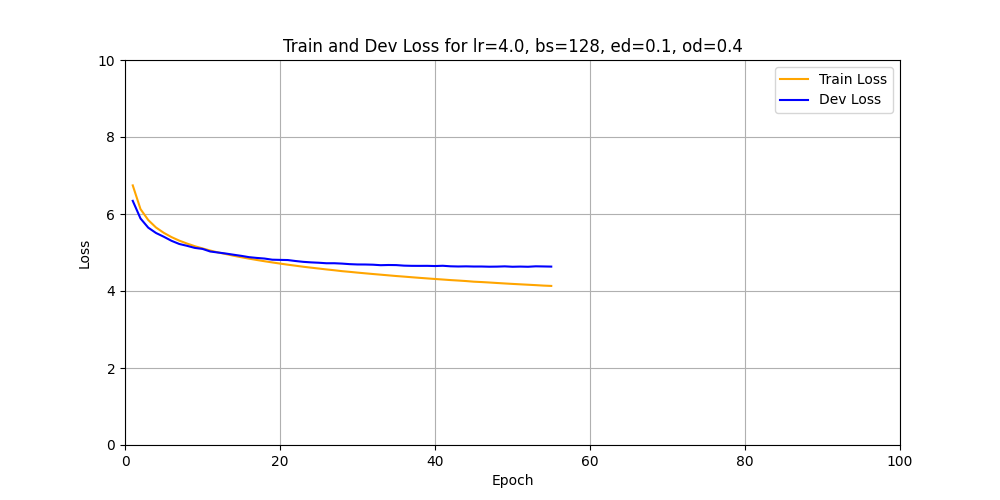 Train and Dev Loss for lr=4.0, bs=128, ed=0.1, od=0.4
10
8
6
4
2
0
Loss
Train Loss
Dev Loss
0 20 40 60 80 100
Epoch